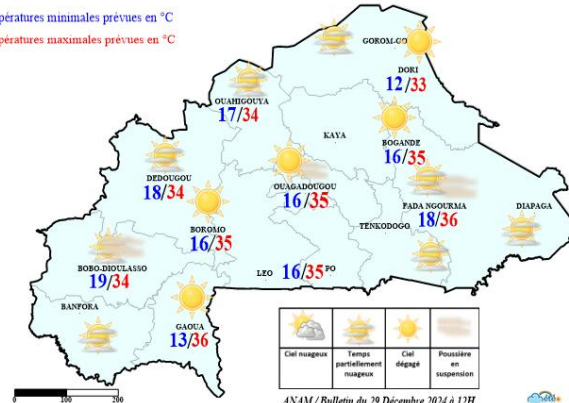 pératures minimales prévues en °C
pératures maximales prévues en °C
GOROM-GO
DORI
12/33
OUAHIGOUYA
17/34
KAYA
BOGANDE
16/35
DEDOUGOU
18/34
OUAGADOUGOU
16/35
FADA NGOURMA
18/36
DIAPAGA
BOROMO
16/35
TENKODOGO
BOBO-DIOULASSO
19/34
LEO
16/35
PO
BANFORA
GAOUA
13/36
Ciel nuageux
Temps partiellement nuageux
Ciel dégagé
Poussière en suspension
0
100
200
ANAM / Bulletin du 29 Décembre 2024 à 12H